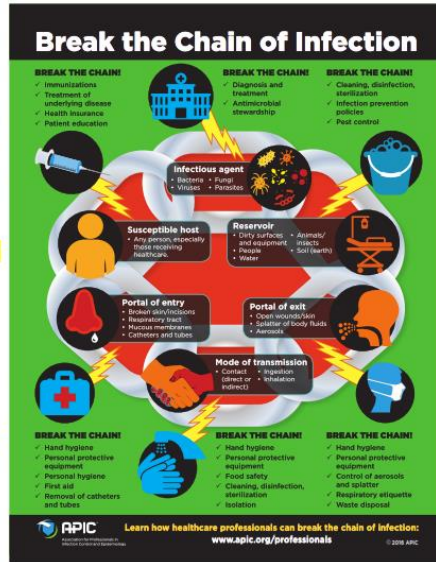 Break the Chain of Infection
BREAK THE CHAIN!
✓ Immunizations
✓ Treatment of
underlying disease
✓ Health insurance
✓ Patient education
BREAK THE CHAIN!
✓ Diagnosis and
treatment
✓ Antimicrobial
stewardship
BREAK THE CHAIN!
✓ Cleaning, disinfection,
sterilization
✓ Infection prevention
policies
✓ Pest control
Infectious agent
• Bacteria • Fungi
• Viruses • Parasites
Susceptible host
• Any person, especially
those receiving
healthcare.
Reservoir
• Dirty surfaces
and equipment
• People
• Water
• Animals/
insects
• Soil (earth)
Portal of entry
• Broken skin/incisions
• Respiratory tract
• Mucous membranes
• Catheters and tubes
Portal of exit
• Open wounds/skin
• Splatter of body fluids
• Aerosols
Mode of transmission
• Contact
(direct or
indirect)
• Ingestion
• Inhalation
BREAK THE CHAIN!
✓ Hand hygiene
✓ Personal protective
equipment
✓ Personal hygiene
✓ First aid
✓ Removal of catheters
and tubes
BREAK THE CHAIN!
✓ Hand hygiene
✓ Personal protective
equipment
✓ Food safety
✓ Cleaning, disinfection,
sterilization
✓ Isolation
BREAK THE CHAIN!
✓ Hand hygiene
✓ Personal protective
equipment
✓ Control of aerosols
and splatter
✓ Respiratory etiquette
✓ Waste disposal
APIC
Association for Professionals in
Infection Control and Epidemiology
Learn how healthcare professionals can break the chain of infection:
www.apic.org/professionals
© 2016 APIC